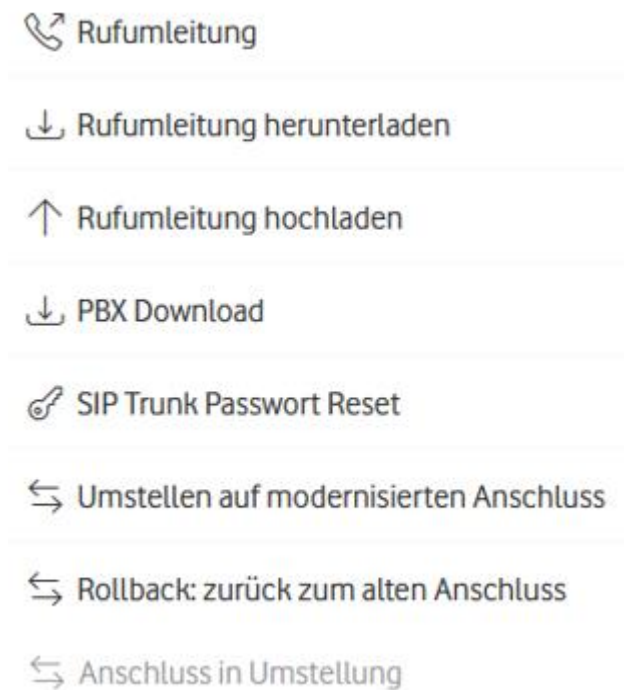 Rufumleitung
Rufumleitung herunterladen
Rufumleitung hochladen
PBX Download
SIP Trunk Passwort Reset
Umstellen auf modernisierten Anschluss
Rollback: zurück zum alten Anschluss
Anschluss in Umstellung